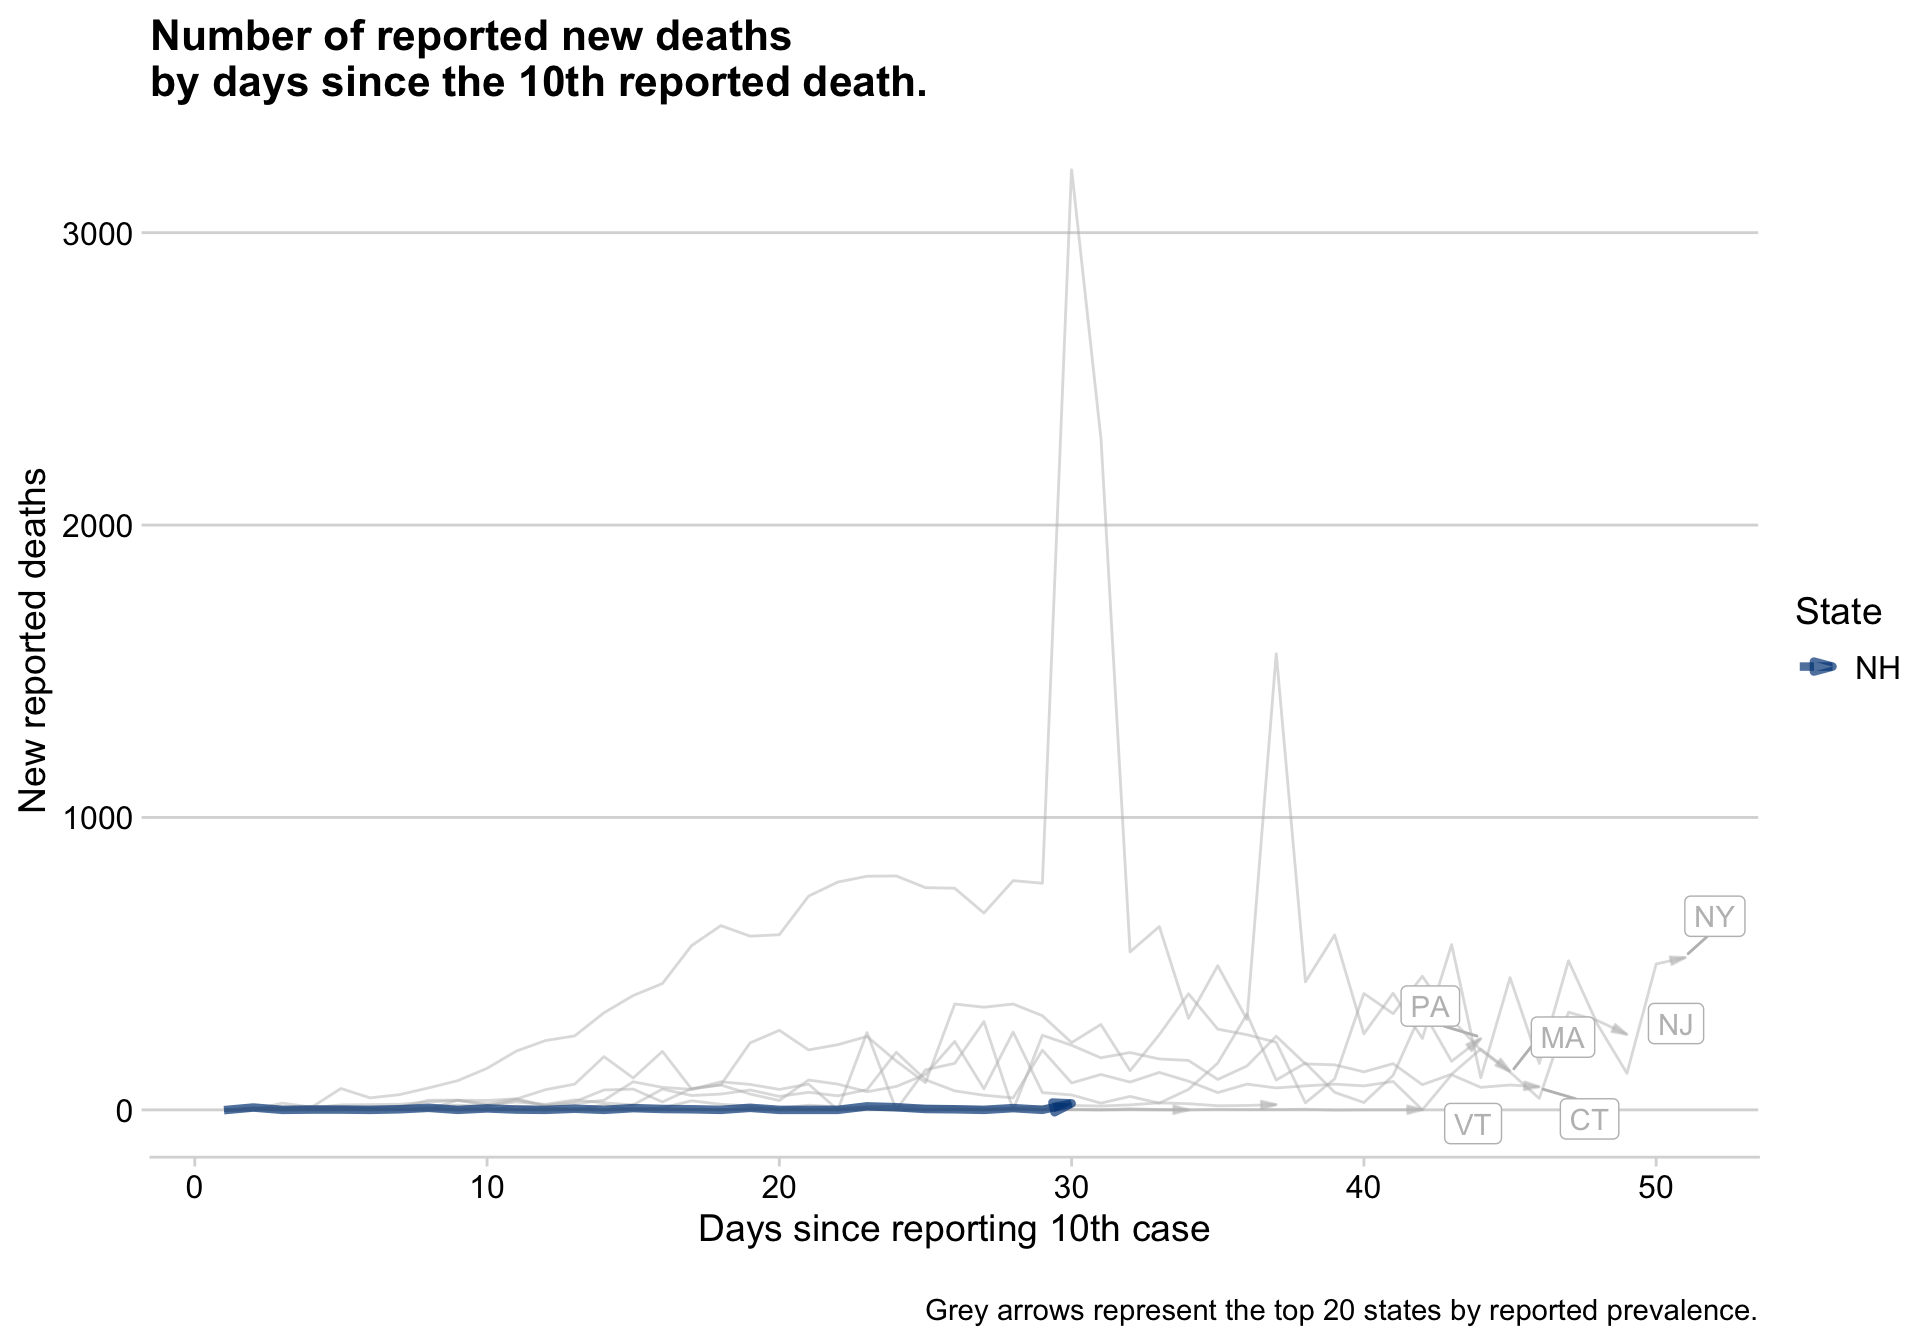 Number of reported new deaths
by days since the 10th reported death.
New reported deaths
3000
2000
1000
0
NY
PA
NJ
MA
VT
CT
0 10 20 30 40 50
Days since reporting 10th case
State
NH
Grey arrows represent the top 20 states by reported prevalence.